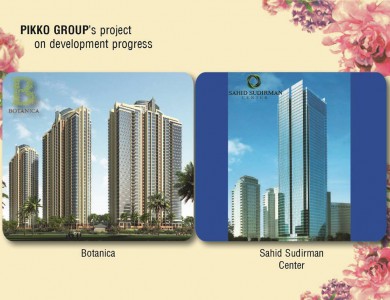 PIKKO GROUP's project
on development progress
B
BOTANICA
SAHID SUDIRMAN
CENTER
Botanica
Sahid Sudirman
Center